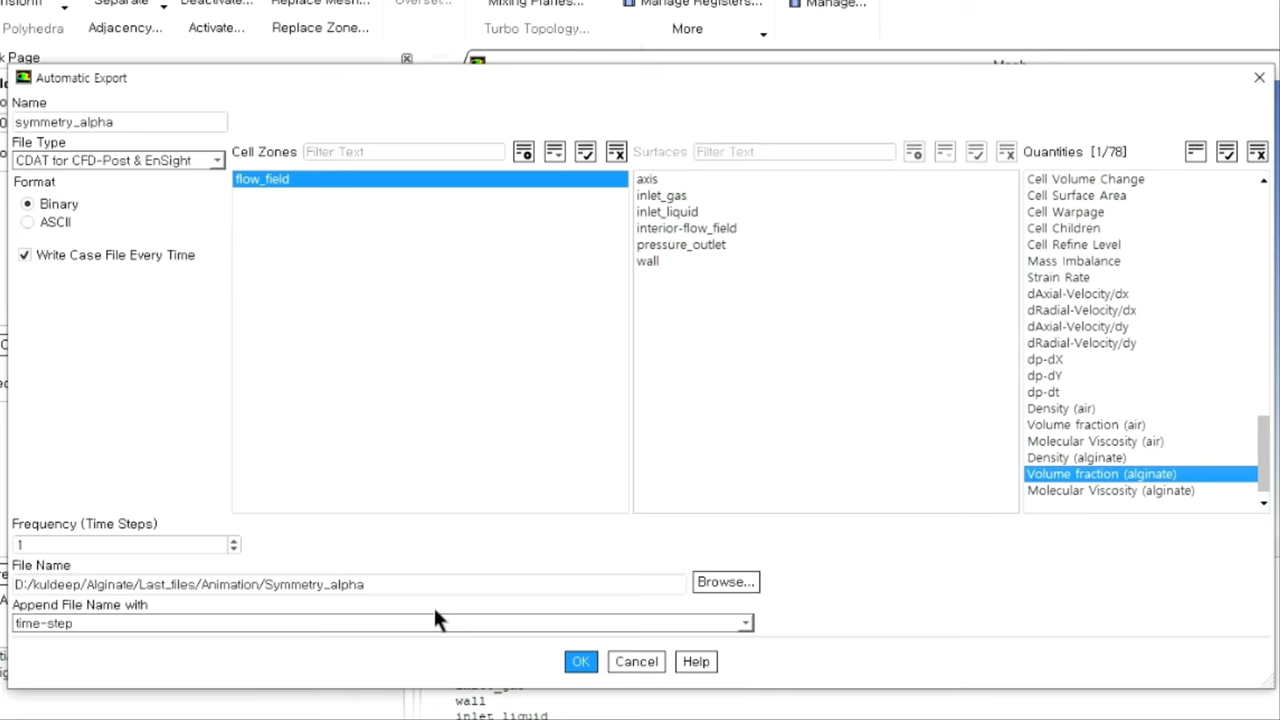 Separate
Deactivate...
Replace Mesh...
Overset...
Mixing Planes...
Manage Registers...
Manage...
Polyhedra
Adjacency...
Activate...
Replace Zone...
Turbo Topology...
More
Page
Automatic Export
Name
symmetry_alpha
File Type
CDAT for CFD-Post & EnSight
Format
Binary
ASCII
Write Case File Every Time
Cell Zones
Filter Text
flow_field
Surfaces
Filter Text
axis
inlet_gas
inlet_liquid
interior-flow_field
pressure_outlet
wall
Quantities [1/78]
Cell Volume Change
Cell Surface Area
Cell Warpage
Cell Children
Cell Refine Level
Mass Imbalance
Strain Rate
dAxial-Velocity/dx
dRadial-Velocity/dx
dAxial-Velocity/dy
dRadial-Velocity/dy
dp-dX
dp-dY
dp-dt
Density (air)
Volume fraction (air)
Molecular Viscosity (air)
Density (alginate)
Volume fraction (alginate)
Molecular Viscosity (alginate)
Frequency (Time Steps)
1
File Name
D:/kuldeep/Alginate/Last_files/Animation/Symmetry_alpha
Browse...
Append File Name with
time-step
OK
Cancel
Help
wall
inlet_liquid